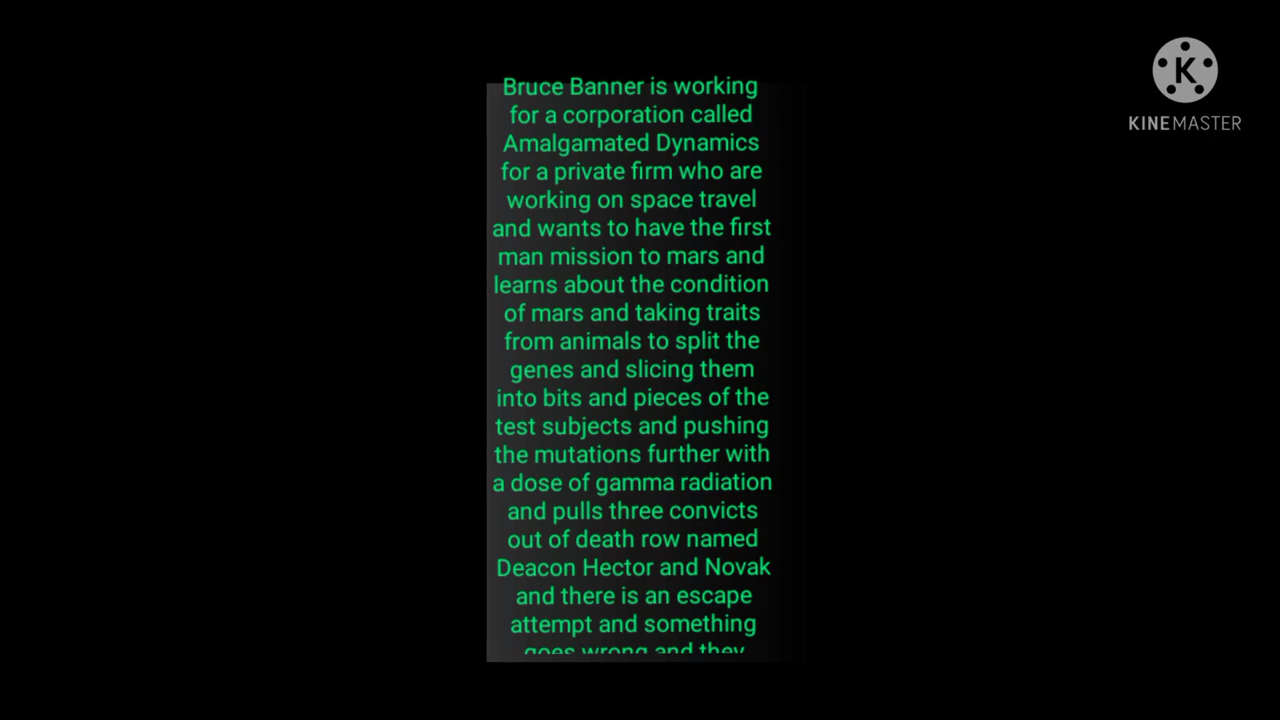 Bruce Banner is working
for a corporation called
Amalgamated Dynamics
for a private firm who are
working on space travel
and wants to have the first
man mission to mars and
learns about the condition
of mars and taking traits
from animals to split the
genes and slicing them
into bits and pieces of the
test subjects and pushing
the mutations further with
a dose of gamma radiation
and pulls three convicts
out of death row named
Deacon Hector and Novak
and there is an escape
attempt and something
goes wrong and they
K
KINEMASTER